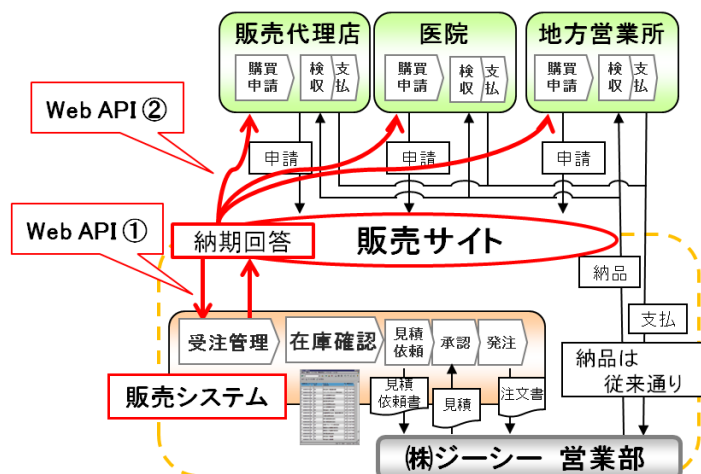 販売代理店
医院
地方営業所
購買
申請
検
収
支
払
購買
申請
検
収
支
払
購買
申請
検
収
支
払
Web API ②
申請
申請
申請
Web API ①
納期回答
販売サイト
納品
支払
受注管理
在庫確認
見積
依頼
承認
発注
納品は
従来通り
販売システム
見積
依頼書
見積
注文書
㈱ジーシー 営業部